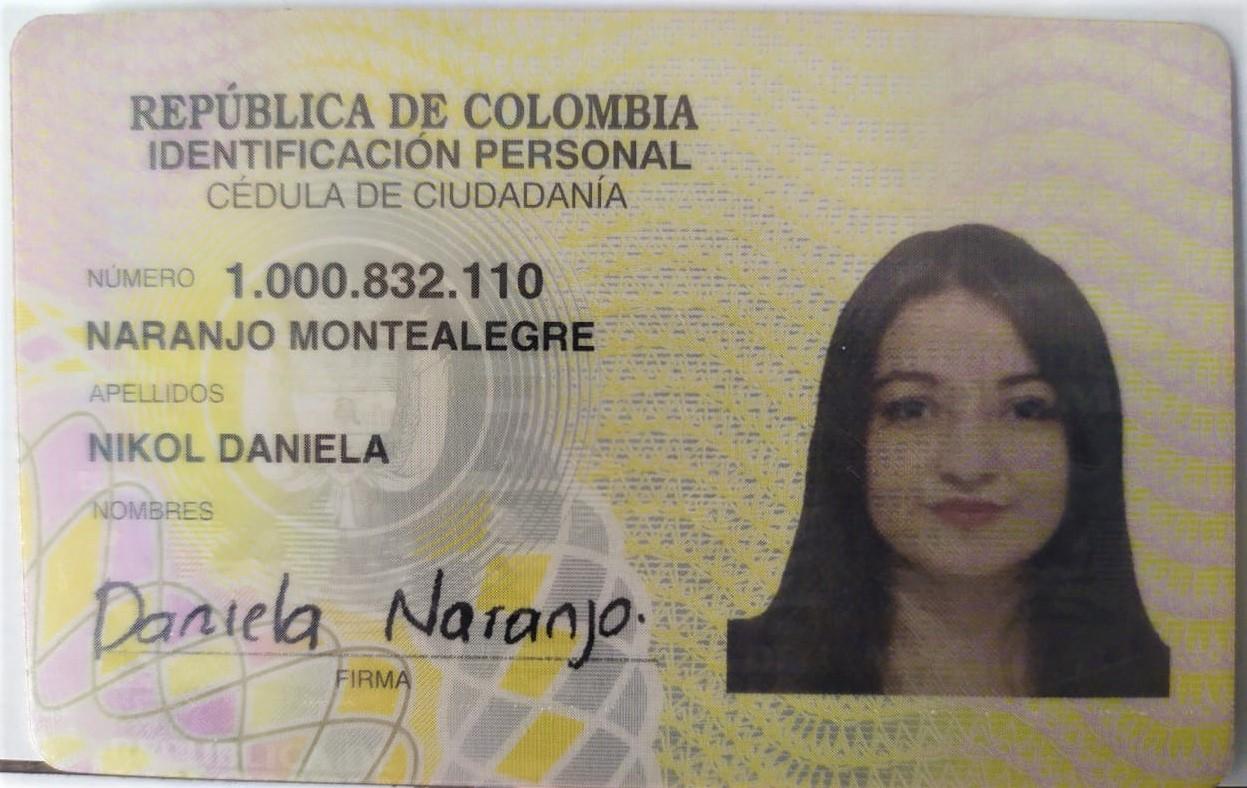 REPÚBLICA DE COLOMBIA
IDENTIFICACIÓN PERSONAL
CÉDULA DE CIUDADANÍA
NÚMERO 1.000.832.110
NARANJO MONTEALEGRE
APELLIDOS
NIKOL DANIELA
NOMBRES
Daniela Naranjo.
FIRMA